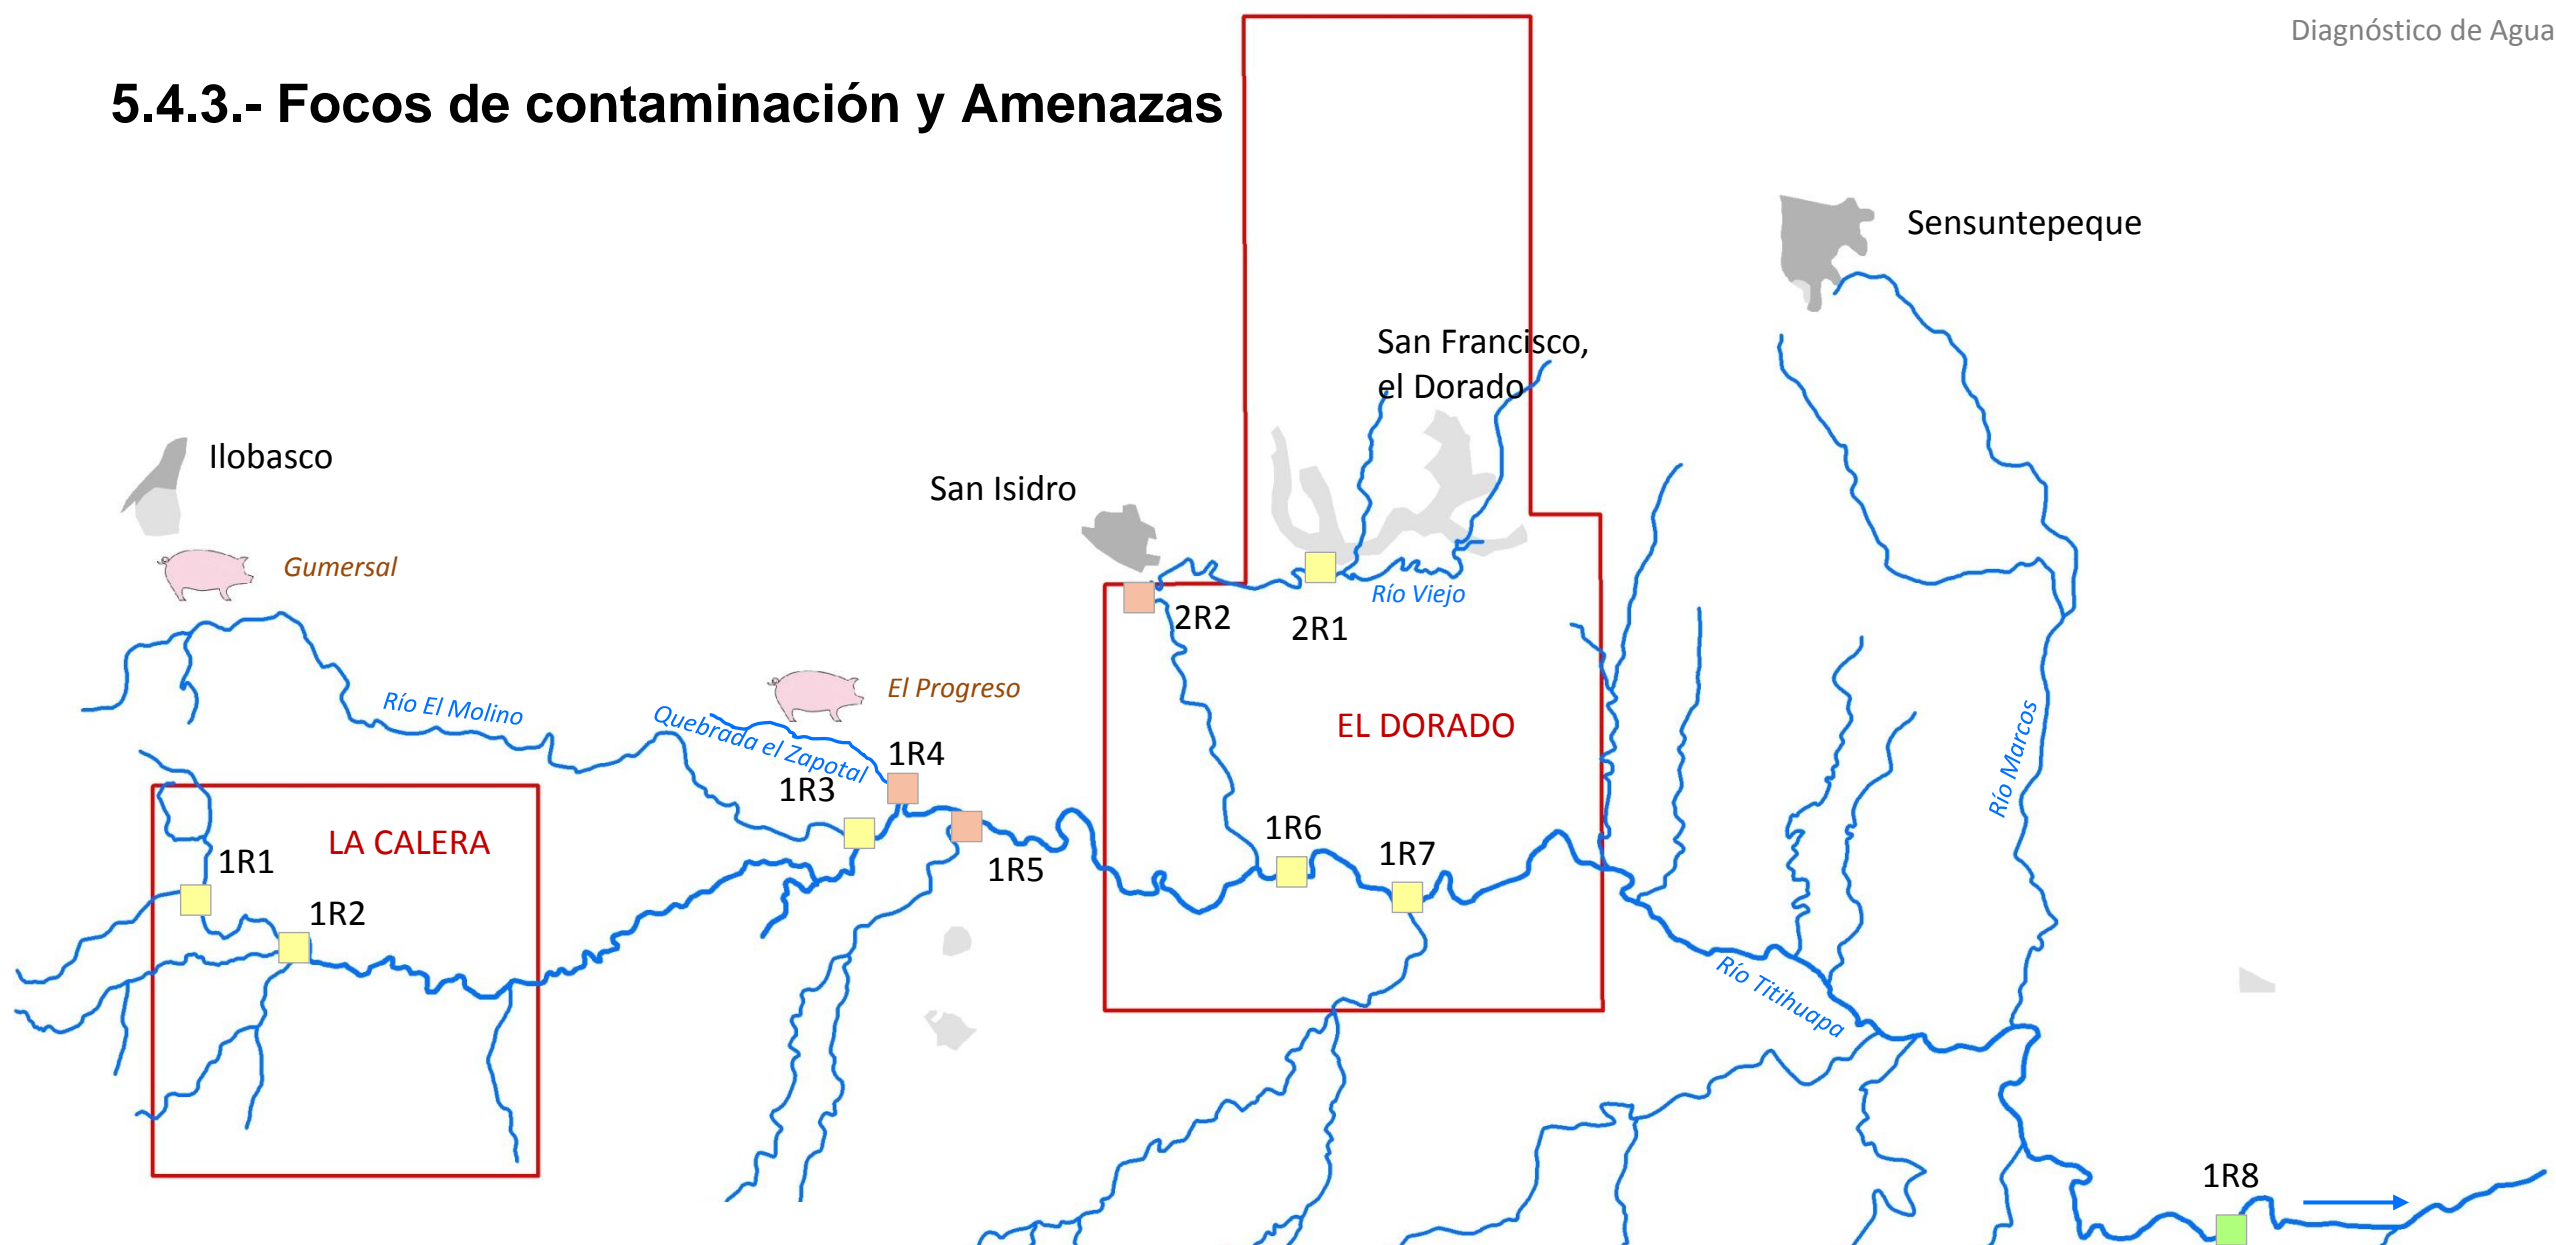 Diagnóstico de Agua
5.4.3.- Focos de contaminación y Amenazas
Sensuntepeque
San Francisco,
el Dorado
Ilobasco
San Isidro
Gumersal
Río Viejo
2R2
2R1
El Progreso
Río El Molino
Quebrada el Zapotal
EL DORADO
Río Marcos
1R4
1R3
LA CALERA
1R6
1R1
1R5
1R7
1R2
Río Titihuapa
1R8